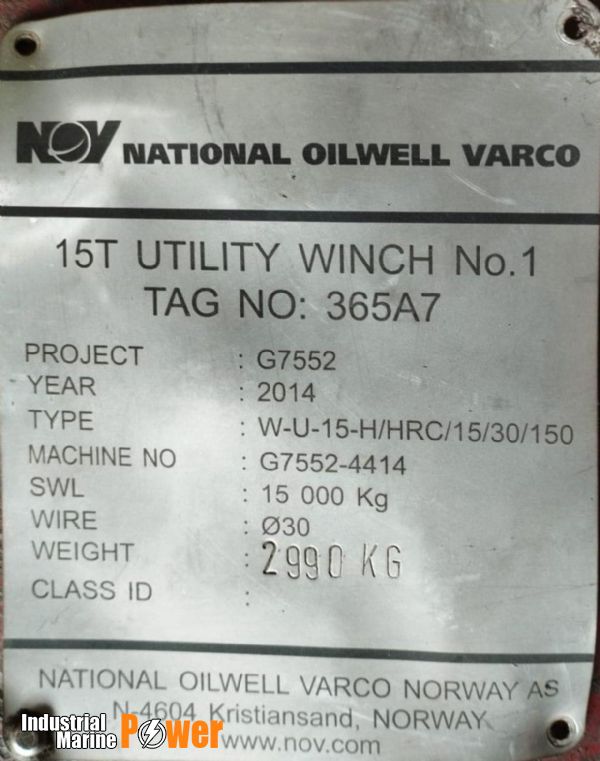 NOV NATIONAL OILWELL VARCO
15T UTILITY WINCH No.1
TAG NO: 365A7
PROJECT : G7552
YEAR : 2014
TYPE : W-U-15-H/HRC/15/30/150
MACHINE NO : G7552-4414
SWL : 15 000 Kg
WIRE : Ø30
WEIGHT : 2990 KG
CLASS ID :
NATIONAL OILWELL VARCO NORWAY AS
N-4604 Kristiansand, NORWAY
www.nov.com
Industrial Marine Power